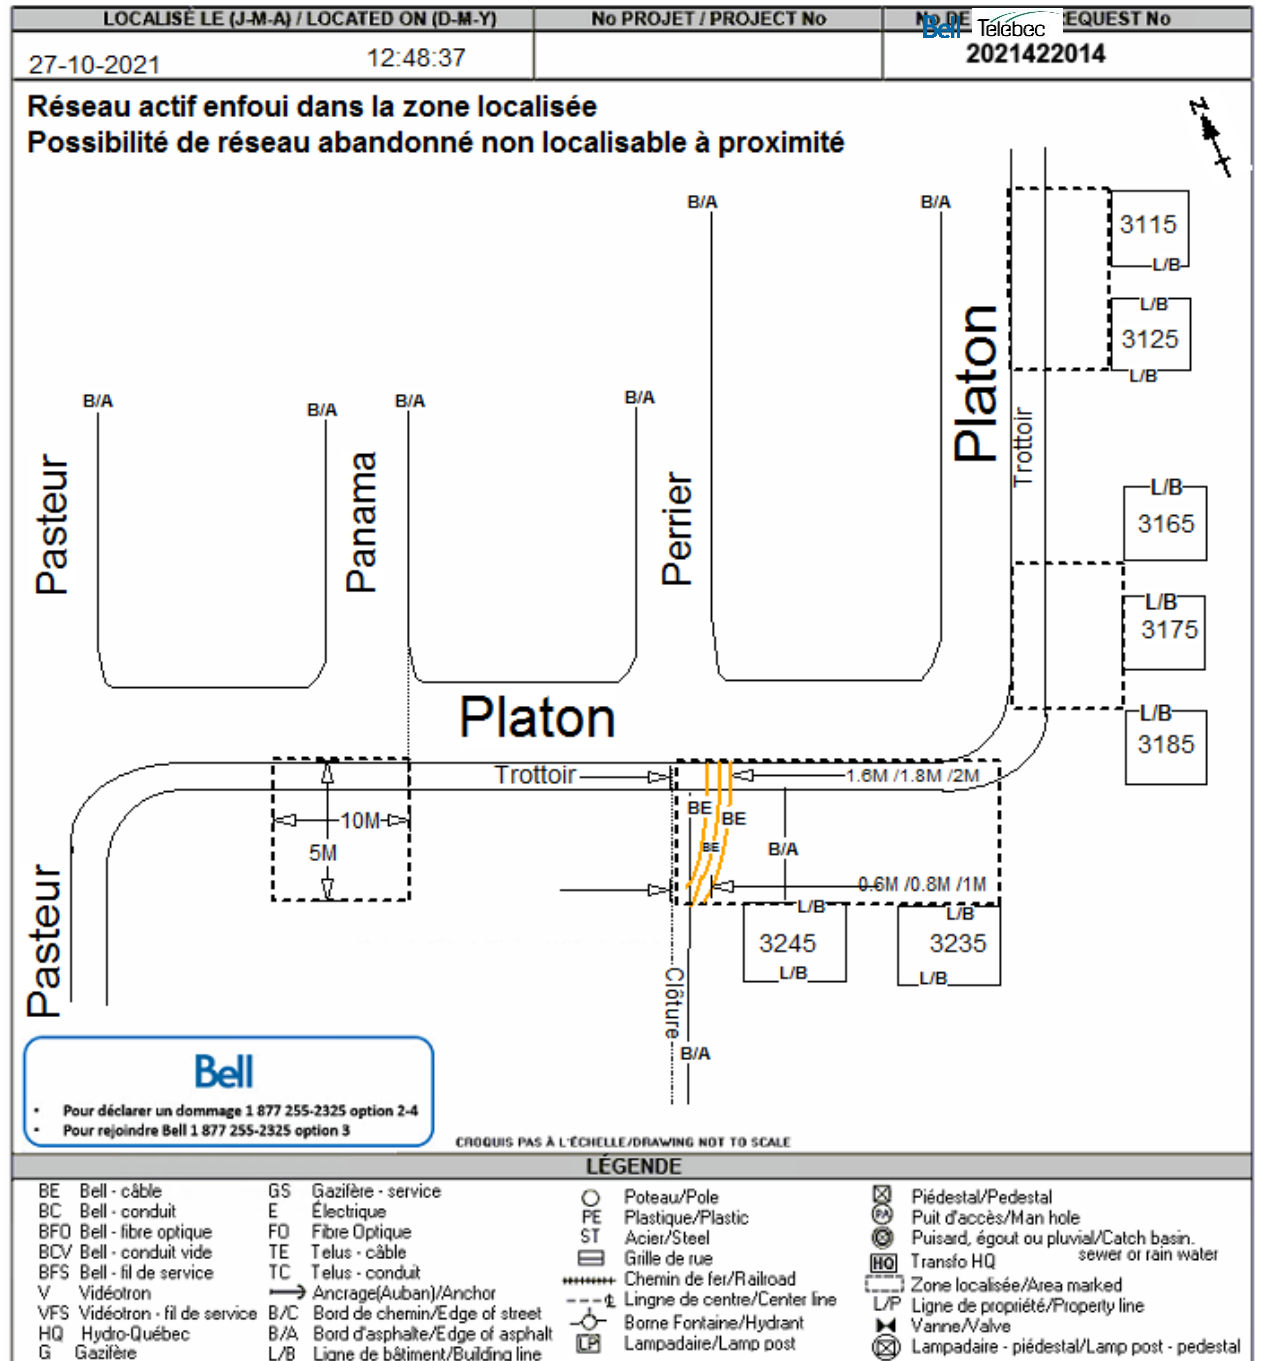 LOCALISÉ LE (J-M-A) / LOCATED ON (D-M-Y) No PROJET / PROJECT No No DE Bell Télébec REQUEST No
27-10-2021 12:48:37 2021422014
Réseau actif enfoui dans la zone localisée
Possibilité de réseau abandonné non localisable à proximité
N
B/A B/A
3115
L/B
L/B
3125
L/B
Platon
Trottoir
B/A B/A B/A B/A
Pasteur Panama Perrier
L/B
3165
L/B
3175
L/B
3185
Platon
Trottoir 1.6M /1.8M /2M
10M
5M
BE BE
BE
B/A
0.6M /0.8M /1M
L/B L/B
3245 3235
L/B L/B
Pasteur
Clôture
B/A
Bell
• Pour déclarer un dommage 1 877 255-2325 option 2-4
• Pour rejoindre Bell 1 877 255-2325 option 3
CROQUIS PAS À L'ÉCHELLE/DRAWING NOT TO SCALE
LÉGENDE
BE Bell - câble
BC Bell - conduit
BFO Bell - fibre optique
BCV Bell - conduit vide
BFS Bell - fil de service
V Vidéotron
VFS Vidéotron - fil de service
HQ Hydro-Québec
G Gazifère
GS Gazifère - service
E Électrique
FO Fibre Optique
TE Telus - câble
TC Telus - conduit
Ancrage(Auban)/Anchor
B/C Bord de chemin/Edge of street
B/A Bord d'asphalte/Edge of asphalt
L/B Ligne de bâtiment/Building line
Poteau/Pole
PE Plastique/Plastic
ST Acier/Steel
Grille de rue
Chemin de fer/Railroad
Lingne de centre/Center line
Borne Fontaine/Hydrant
LP Lampadaire/Lamp post
Piédestal/Pedestal
PA Puit d'accès/Man hole
Puisard, égout ou pluvial/Catch basin.
sewer or rain water
HQ Transfo HQ
Zone localisée/Area marked
L/P Ligne de propriété/Property line
Vanne/Valve
Lampadaire - piédestal/Lamp post - pedestal